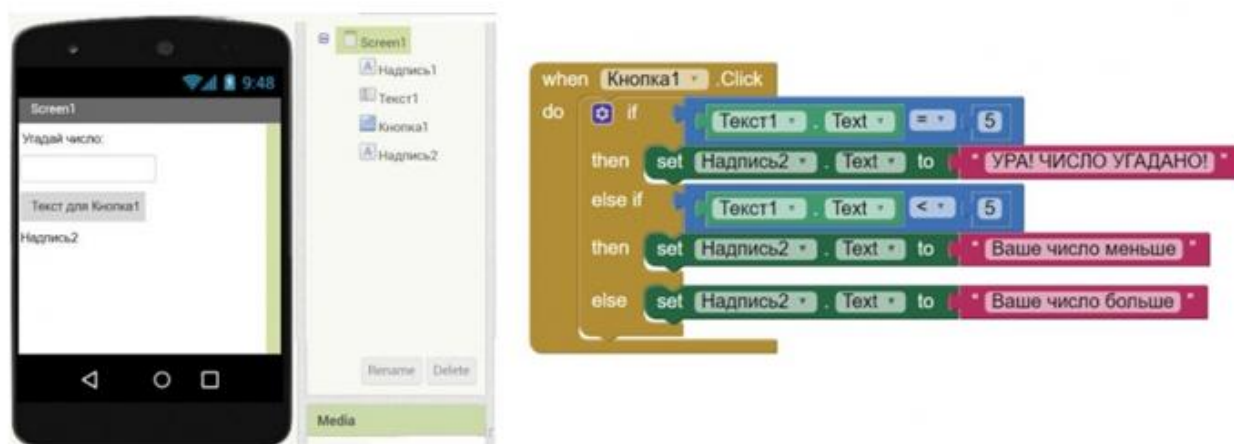 9:48
Screen1
Угадай число:
Текст для Кнопка1
Надпись2
Screen1
Надпись1
Текст1
Кнопка1
Надпись2
Rename Delete
Media
when Кнопка1 .Click
do if Текст1 . Text = 5
then set Надпись2 . Text to " УРА! ЧИСЛО УГАДАНО! "
else if Текст1 . Text < 5
then set Надпись2 . Text to " Ваше число меньше "
else set Надпись2 . Text to " Ваше число больше "